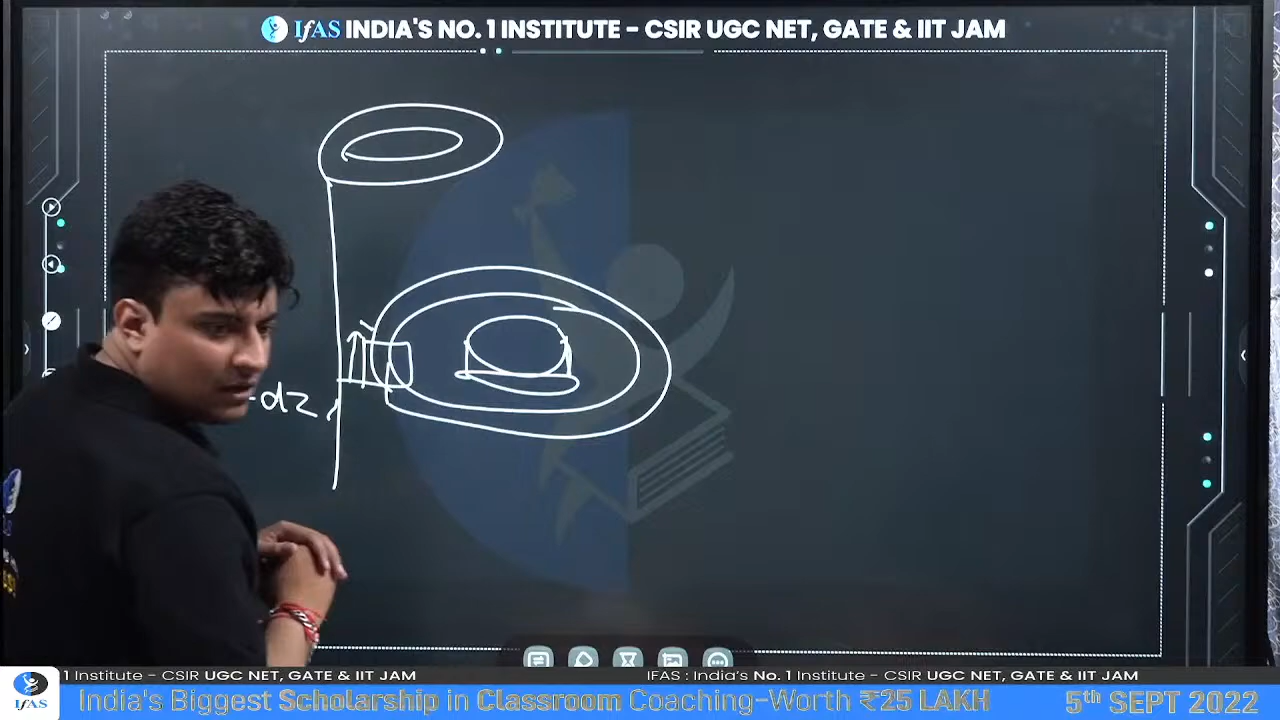 IFAS INDIA'S NO. 1 INSTITUTE - CSIR UGC NET, GATE & IIT JAM
dz
1 Institute - CSIR UGC NET, GATE & IIT JAM
IFAS : India's No. 1 Institute - CSIR UGC NET, GATE & IIT JAM
IFAS
India's Biggest Scholarship in Classroom Coaching-Worth ₹25 LAKH
5th SEPT 2022